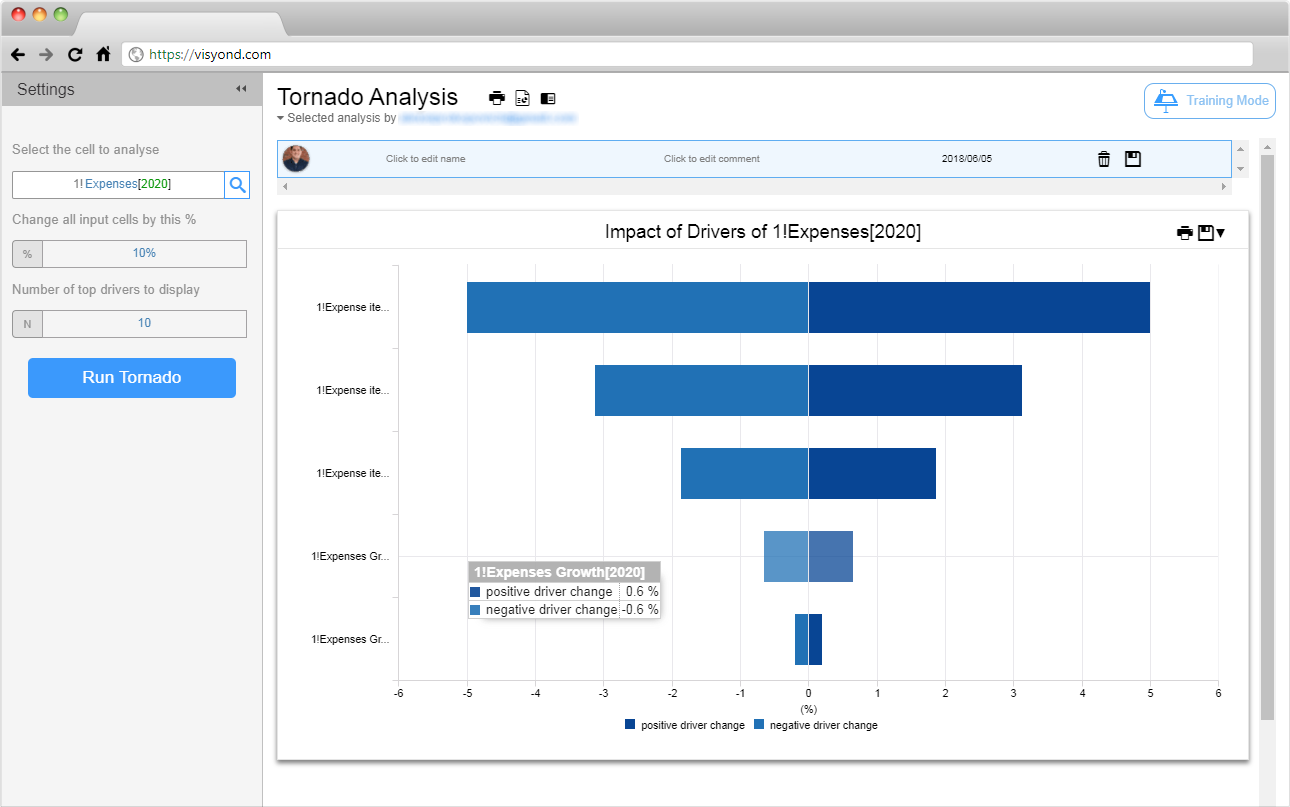 https://visyond.com
Settings
Select the cell to analyse
1!Expenses[2020]
Change all input cells by this %
% 10%
Number of top drivers to display
N 10
Run Tornado
Tornado Analysis
Training Mode
Selected analysis by
Click to edit name Click to edit comment 2018/06/05
Impact of Drivers of 1!Expenses[2020]
1!Expense ite...
1!Expense ite...
1!Expense ite...
1!Expenses Gr...
1!Expenses Growth[2020]
positive driver change 0.6 %
negative driver change -0.6 %
1!Expenses Gr...
-6 -5 -4 -3 -2 -1 0 1 2 3 4 5 6
(%)
positive driver change negative driver change